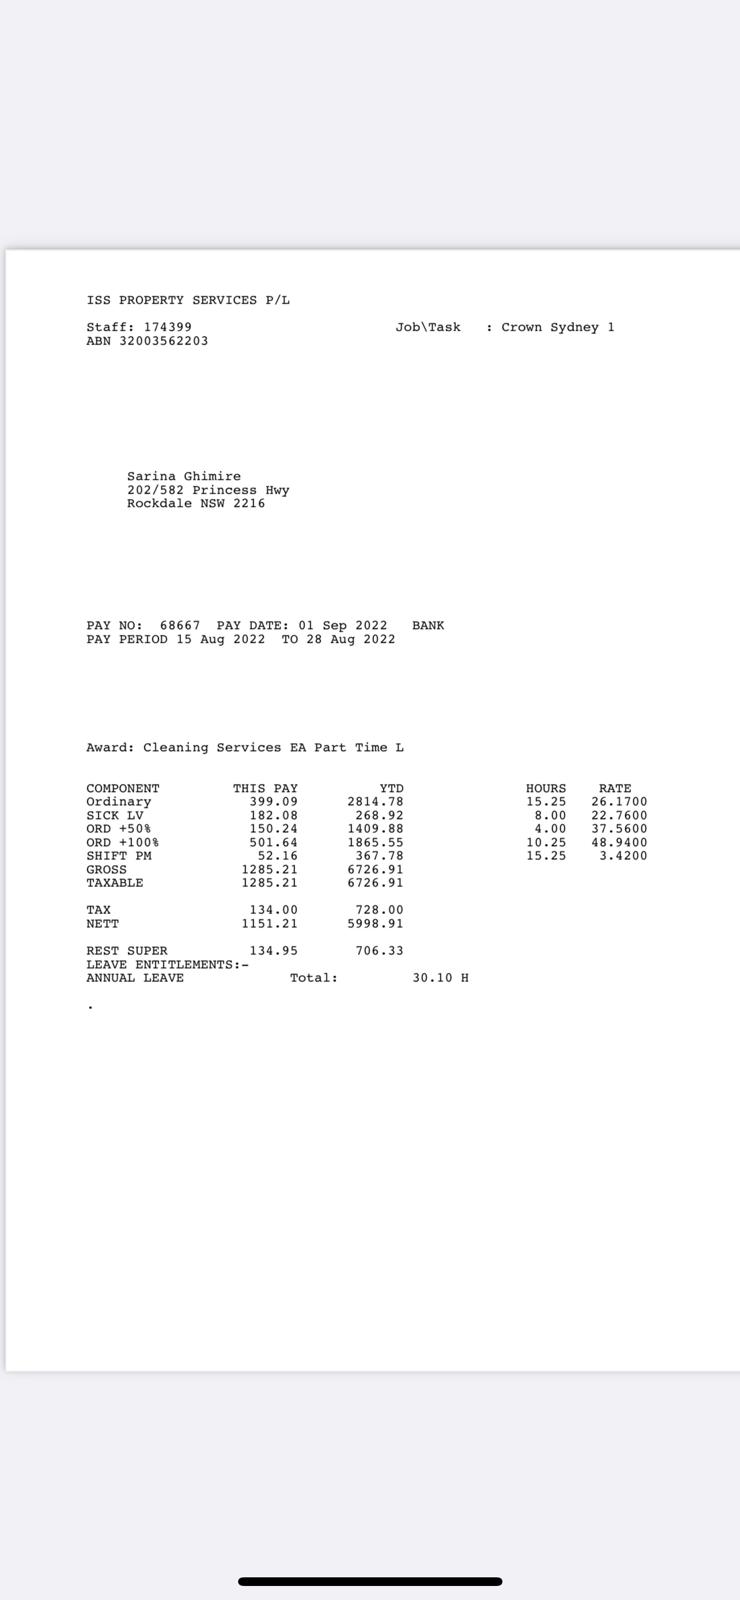 ISS PROPERTY SERVICES P/L
Staff: 174399 Job\Task : Crown Sydney 1
ABN 32003562203
Sarina Ghimire
202/582 Princess Hwy
Rockdale NSW 2216
PAY NO: 68667 PAY DATE: 01 Sep 2022 BANK
PAY PERIOD 15 Aug 2022 TO 28 Aug 2022
Award: Cleaning Services EA Part Time L
COMPONENT THIS PAY YTD HOURS RATE
Ordinary 399.09 2814.78 15.25 26.1700
SICK LV 182.08 268.92 8.00 22.7600
ORD +50% 150.24 1409.88 4.00 37.5600
ORD +100% 501.64 1865.55 10.25 48.9400
SHIFT PM 52.16 367.78 15.25 3.4200
GROSS 1285.21 6726.91
TAXABLE 1285.21 6726.91
TAX 134.00 728.00
NETT 1151.21 5998.91
REST SUPER 134.95 706.33
LEAVE ENTITLEMENTS:-
ANNUAL LEAVE Total: 30.10 H
.